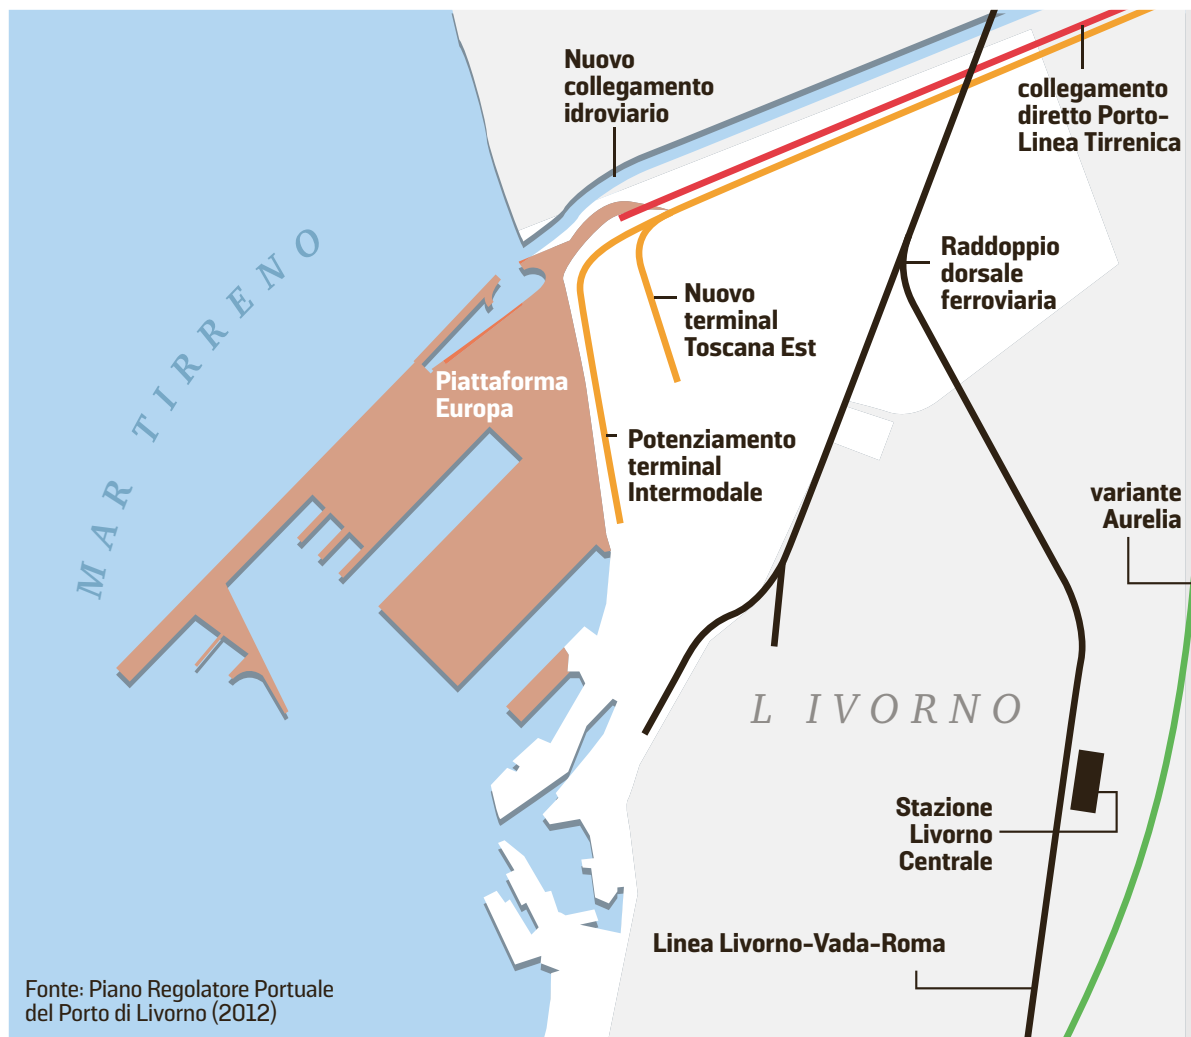 Nuovo
collegamento
idroviario
collegamento
diretto Porto-
Linea Tirrenica
MAR TIRRENO
Raddoppio
dorsale
ferroviaria
Nuovo
terminal
Toscana Est
Piattaforma
Europa
Potenziamento
terminal
Intermodale
variante
Aurelia
LIVORNO
Stazione
Livorno
Centrale
Linea Livorno-Vada-Roma
Fonte: Piano Regolatore Portuale
del Porto di Livorno (2012)